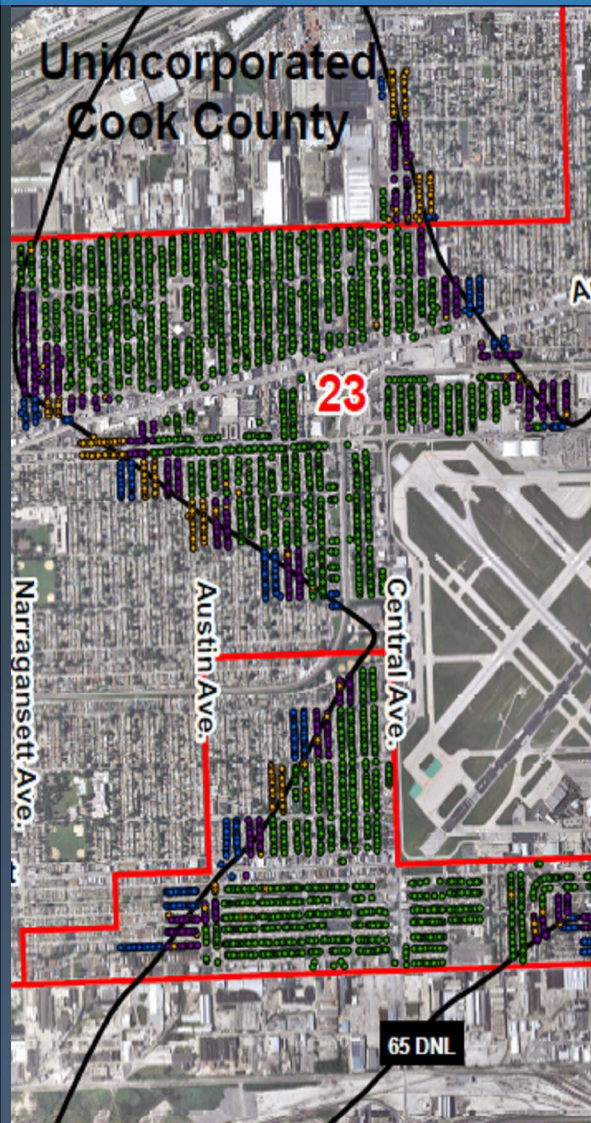 Unincorporated
Cook County
23
Narragansett Ave.
Austin Ave.
Central Ave.
65 DNL